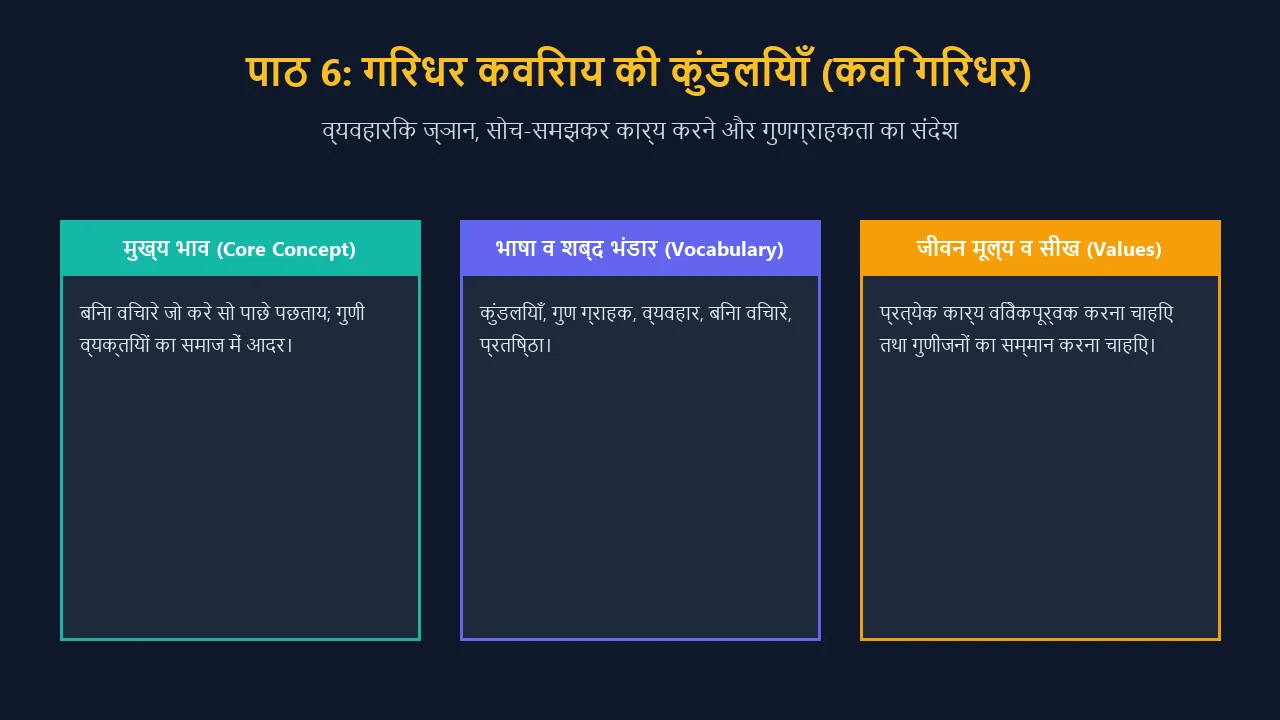 पाठ 6: गिरिधर कविराय की कुंडलियाँ (कवि गिरिधर)
व्यवहारिक ज्ञान, सोच-समझकर कार्य करने और गुणग्राहकता का संदेश
मुख्य भाव (Core Concept)
बिना विचारे जो करे सो पाछे पछताय; गुणी
व्यक्तियों का समाज में आदर।
भाषा व शब्द भंडार (Vocabulary)
कुंडलियाँ, गुण ग्राहक, व्यवहार, बिना विचारे,
प्रतिष्ठा।
जीवन मूल्य व सीख (Values)
प्रत्येक कार्य विवेकपूर्वक करना चाहिए
तथा गुणीजनों का सम्मान करना चाहिए।